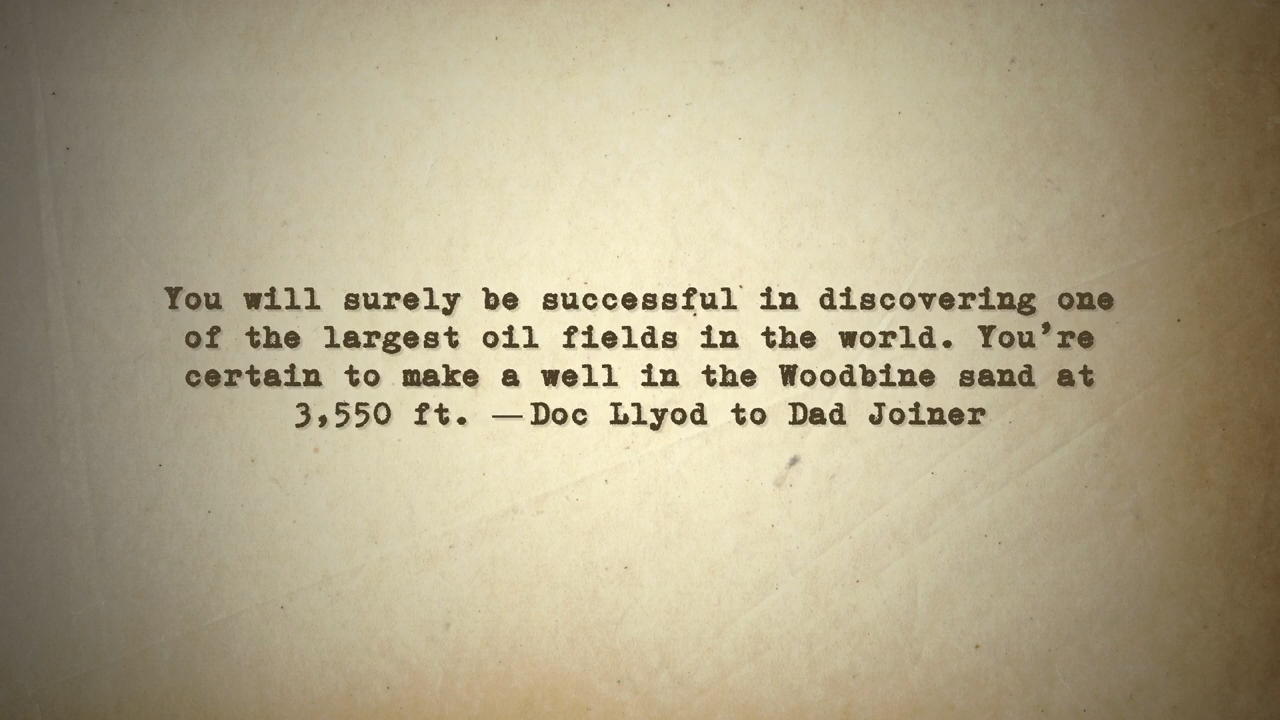 You will surely be successful in discovering one
of the largest oil fields in the world. You're
certain to make a well in the Woodbine sand at
3,550 ft. —Doc Llyod to Dad Joiner